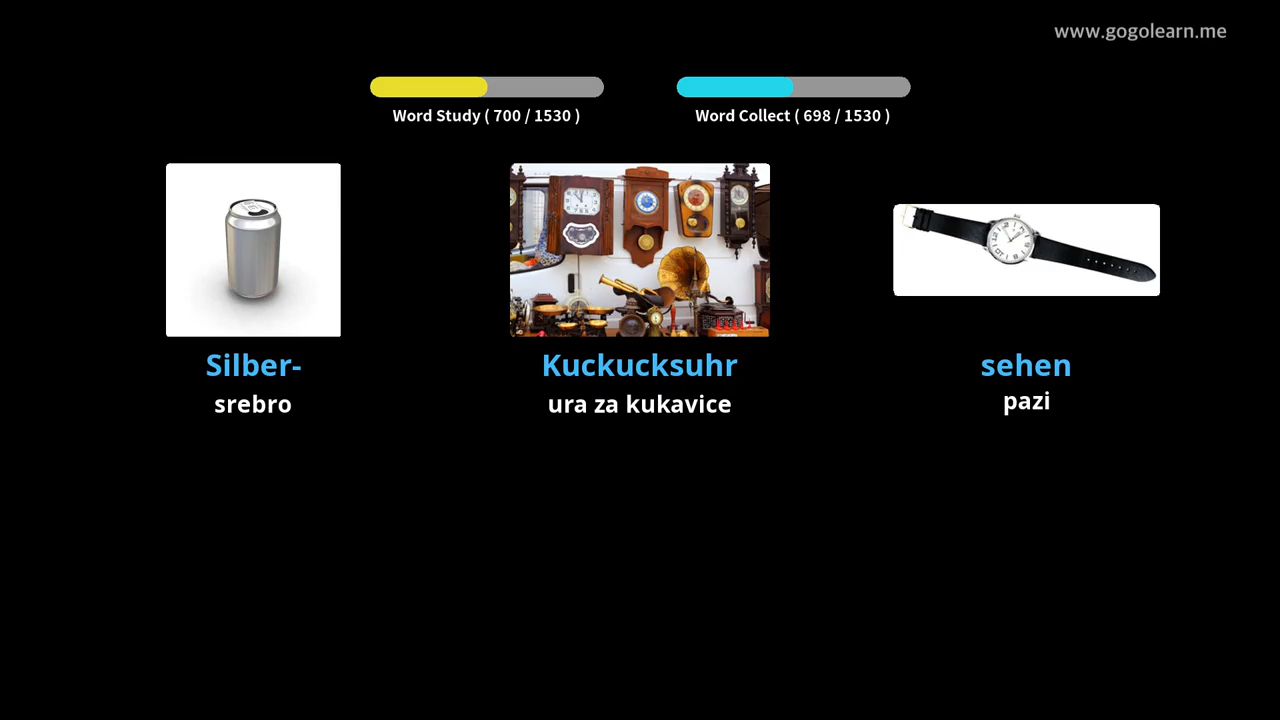 www.gogolearn.me
Word Study ( 700 / 1530 )
Word Collect ( 698 / 1530 )
Silber-
srebro
Kuckucksuhr
ura za kukavice
sehen
pazi